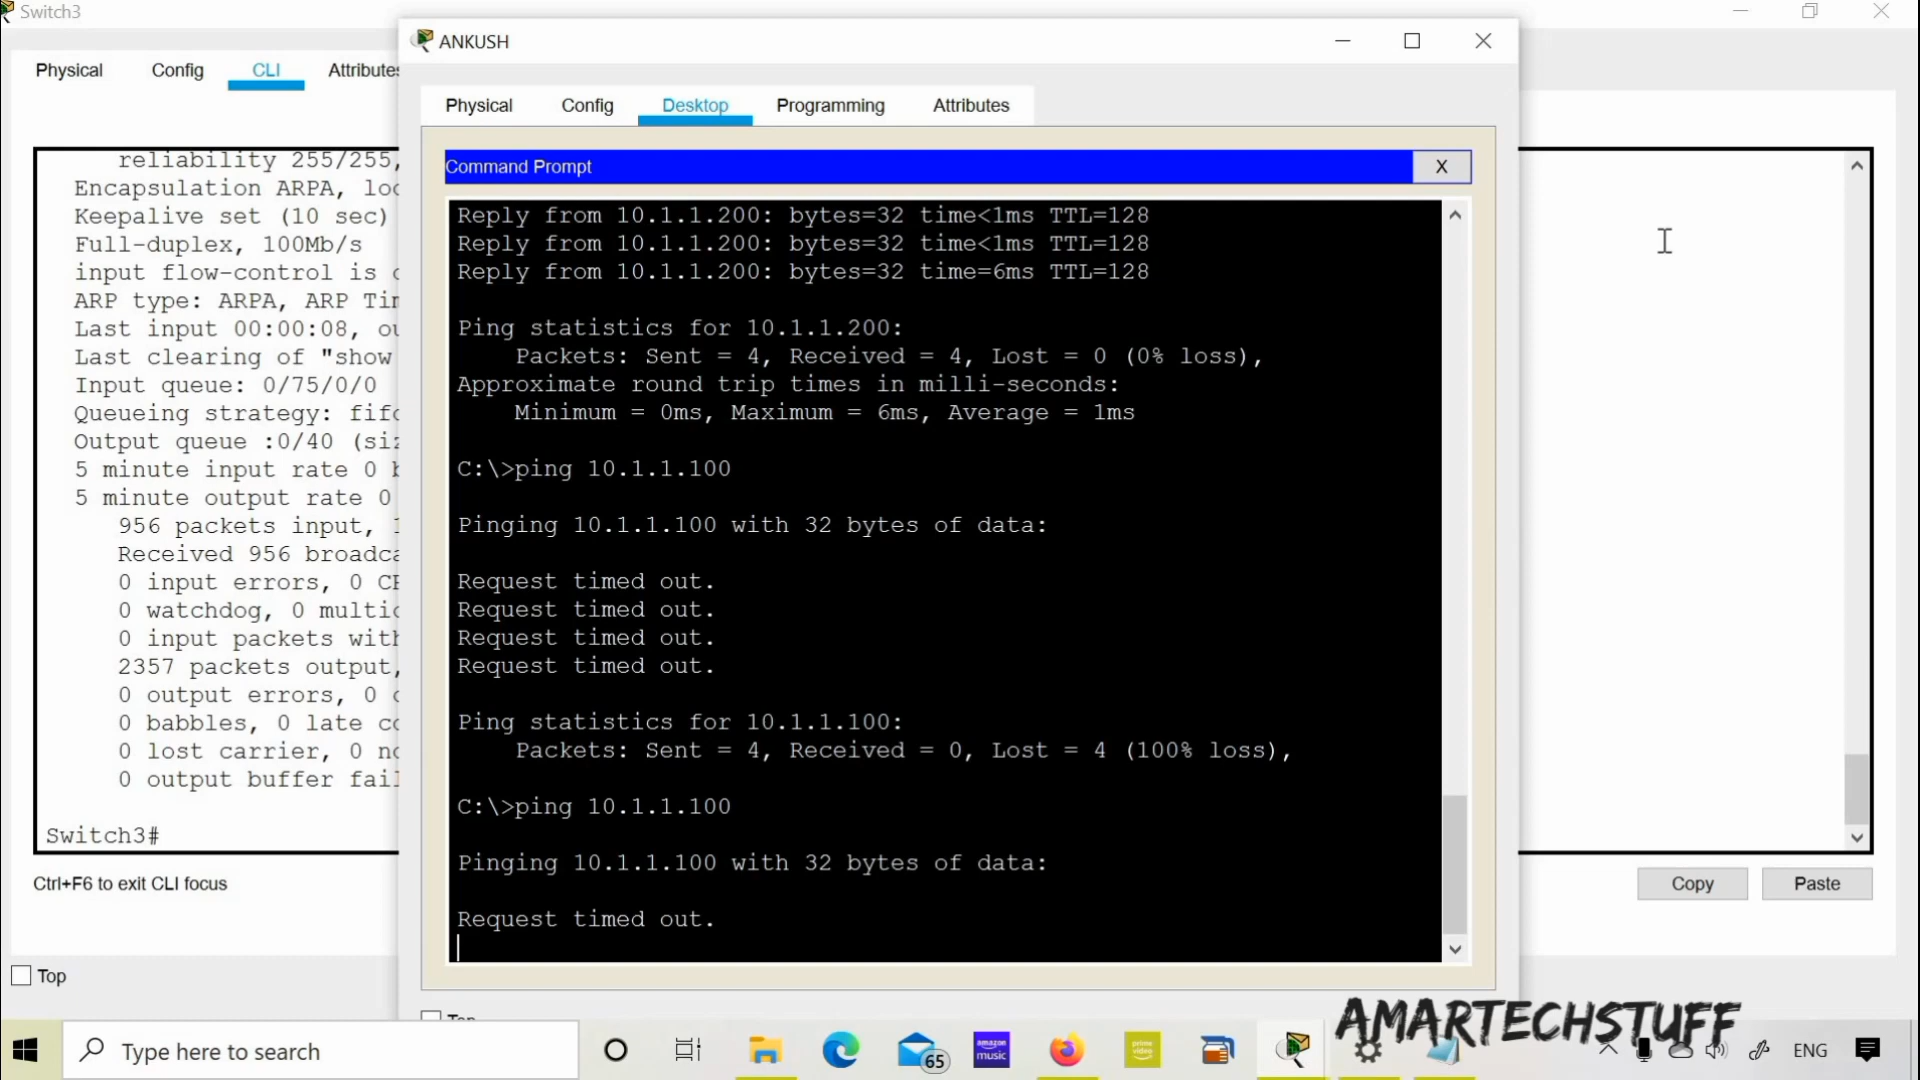 Switch3
Physical Config CLI Attributes
reliability 255/255,
Encapsulation ARPA,
Keepalive set (10 sec)
Full-duplex, 100Mb/s
input flow-control is
ARP type: ARPA, ARP
Last input 00:00:08,
Last clearing of "show
Input queue: 0/75/0/0
Queueing strategy:
Output queue :0/40
5 minute input rate 0
5 minute output rate 0
956 packets input,
Received 956
0 input errors, 0
0 watchdog, 0
0 input packets
2357 packets output,
0 output errors, 0
0 babbles, 0 late
0 lost carrier, 0
0 output buffer
Switch3#
Ctrl+F6 to exit CLI focus
Top
ANKUSH
Physical Config Desktop Programming Attributes
Command Prompt X
Reply from 10.1.1.200: bytes=32 time<1ms TTL=128
Reply from 10.1.1.200: bytes=32 time<1ms TTL=128
Reply from 10.1.1.200: bytes=32 time=6ms TTL=128
Ping statistics for 10.1.1.200:
Packets: Sent = 4, Received = 4, Lost = 0 (0% loss),
Approximate round trip times in milli-seconds:
Minimum = 0ms, Maximum = 6ms, Average = 1ms
C:\>ping 10.1.1.100
Pinging 10.1.1.100 with 32 bytes of data:
Request timed out.
Request timed out.
Request timed out.
Request timed out.
Ping statistics for 10.1.1.100:
Packets: Sent = 4, Received = 0, Lost = 4 (100% loss),
C:\>ping 10.1.1.100
Pinging 10.1.1.100 with 32 bytes of data:
Request timed out.
Copy Paste
AMARTECHSTUFF
Type here to search
65
amazon music
prime video
ENG